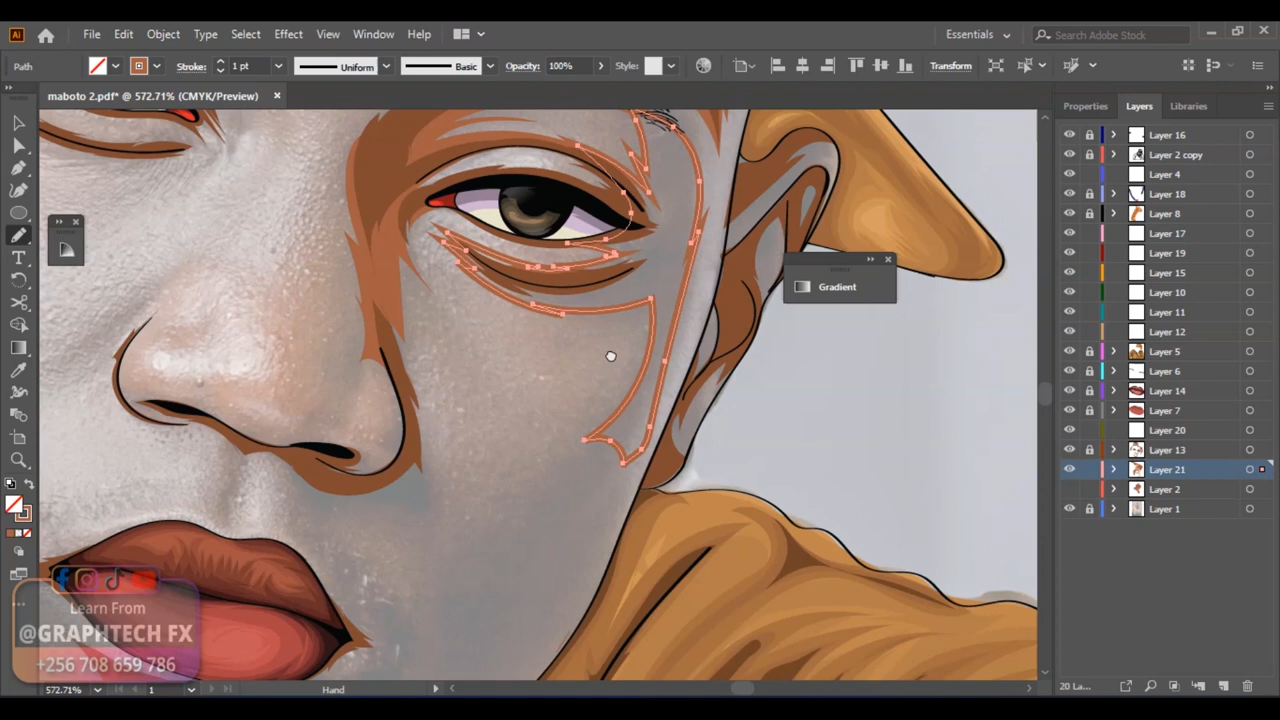 Ai File Edit Object Type Select Effect View Window Help Essentials Search Adobe Stock
Path Stroke: 1 pt Uniform Basic Opacity: 100% Style: Transform
maboto 2.pdf* @ 572.71% (CMYK/Preview) ×
Properties Layers Libraries
Layer 16
Layer 2 copy
Layer 4
Layer 18
Layer 8
Layer 17
Layer 19
Layer 15
Layer 10
Layer 11
Layer 12
Layer 5
Layer 6
Layer 14
Layer 7
Layer 20
Layer 13
Layer 21
Layer 2
Layer 1
Gradient
Learn From
@GRAPHTECH FX
+256 708 659 786
572.71% 1 Hand
20 La...